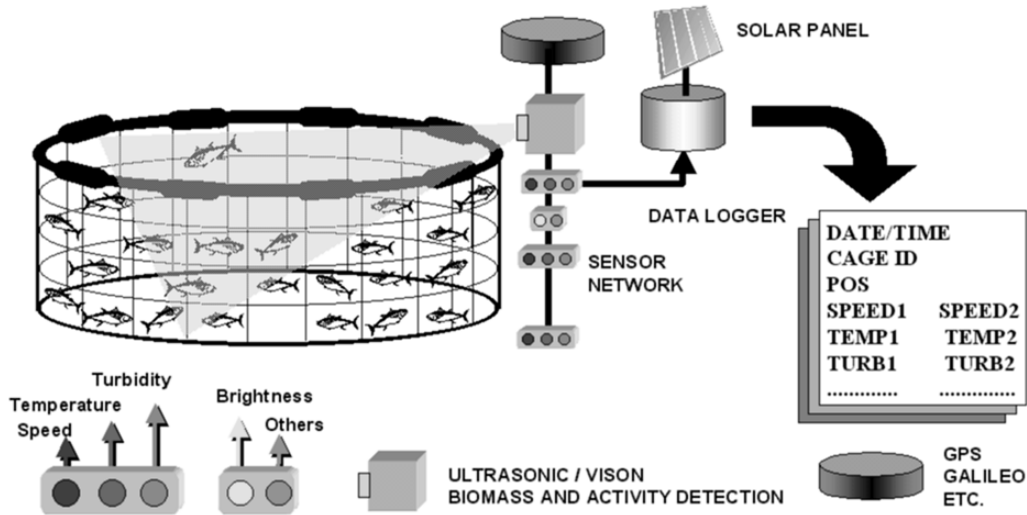 SOLAR PANEL
DATA LOGGER
SENSOR
NETWORK
DATE/TIME
CAGE ID
POS
SPEED1 SPEED2
TEMP1 TEMP2
TURB1 TURB2
............. ..............
Turbidity
Temperature
Speed
Brightness
Others
ULTRASONIC / VISON
BIOMASS AND ACTIVITY DETECTION
GPS
GALILEO
ETC.